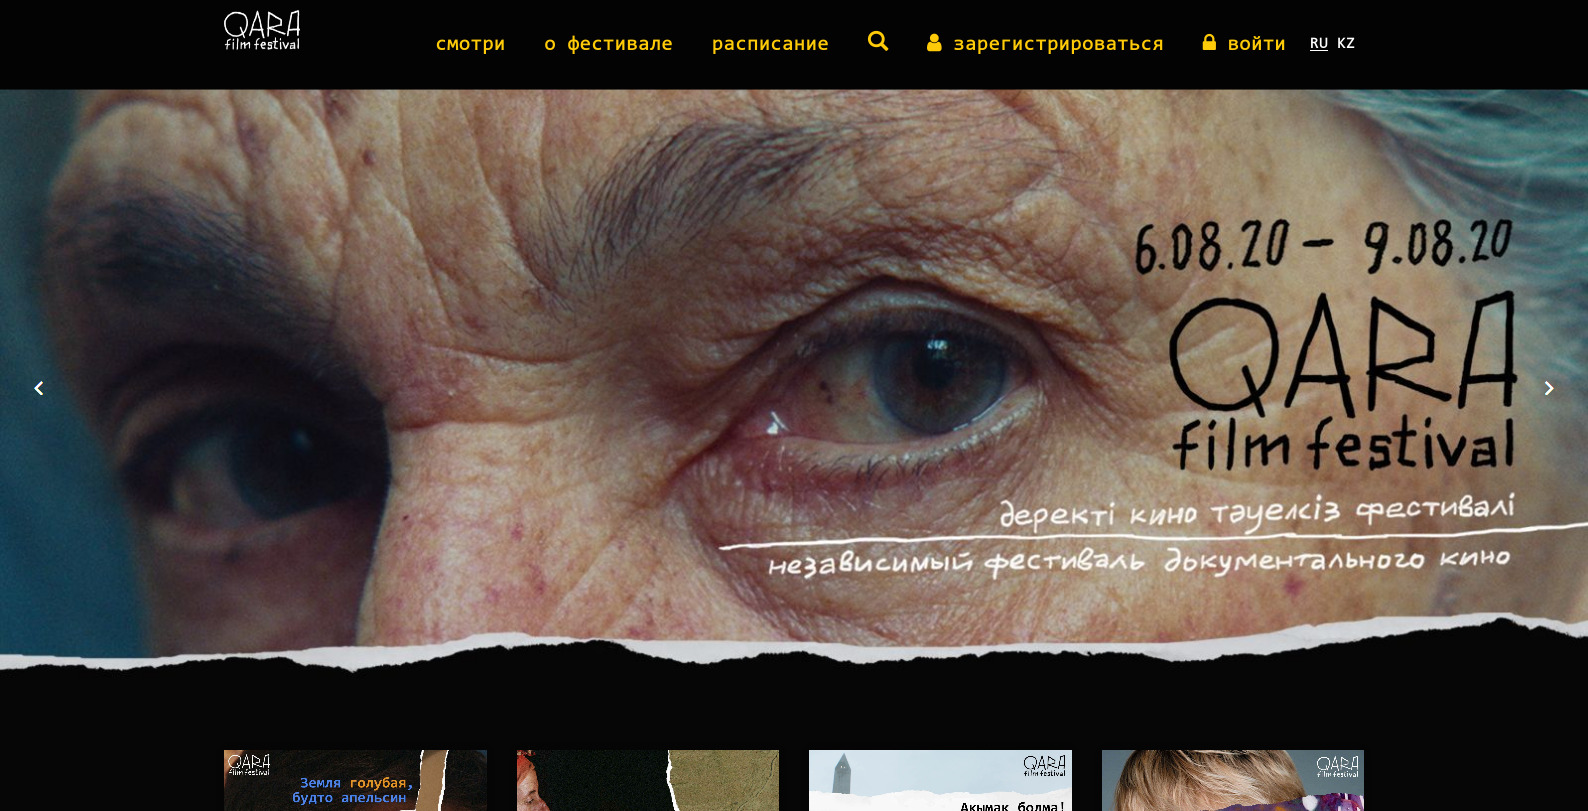 QARA
film festival
смотри
о фестивале
расписание
зарегистрироваться
войти
RU KZ
6.08.20 – 9.08.20
QARA
film festival
деректі кино тәуелсіз фестивалі
независимый фестиваль документального кино
QARA
film festival
Земля голубая,
будто апельсин
QARA
film festival
Акымак болма!
QARA
film festival